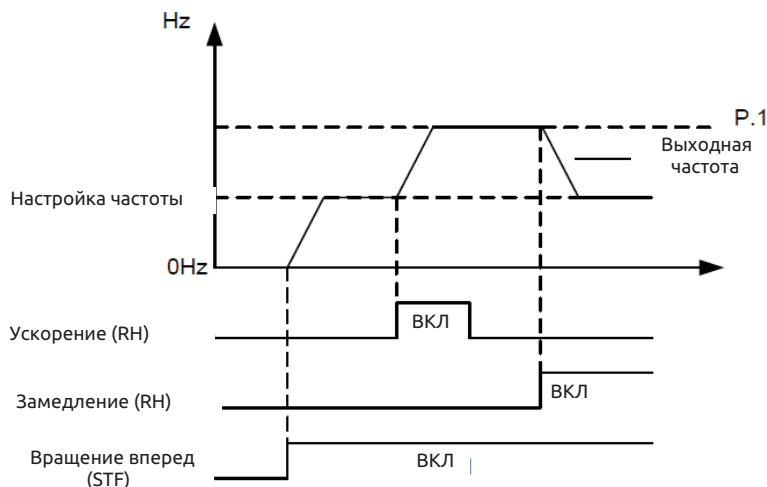 Hz
P.1
Выходная
частота
Настройка частоты
0Hz
Ускорение (RH)
ВКЛ
Замедление (RH)
ВКЛ
Вращение вперед
(STF)
ВКЛ